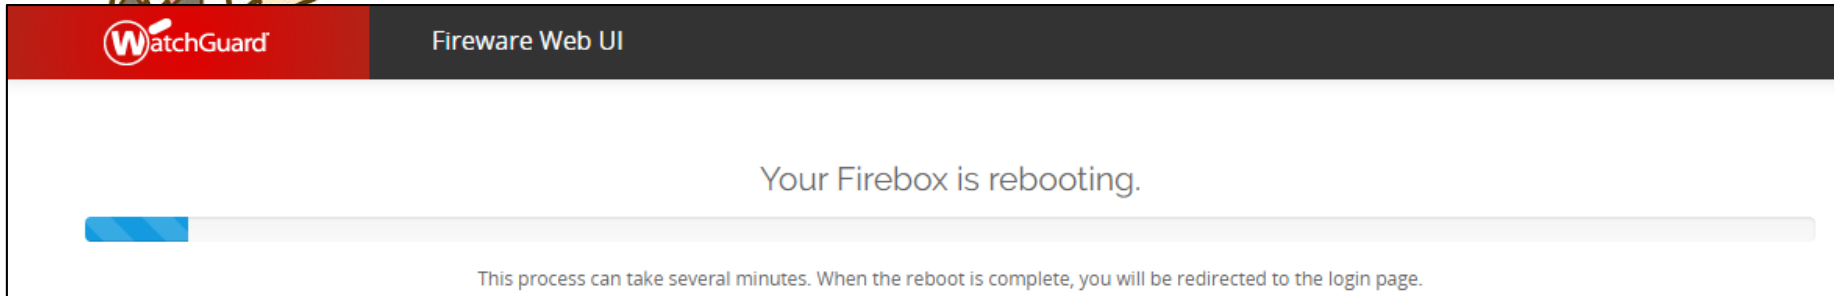 WatchGuard
Fireware Web UI
Your Firebox is rebooting.
This process can take several minutes. When the reboot is complete, you will be redirected to the login page.